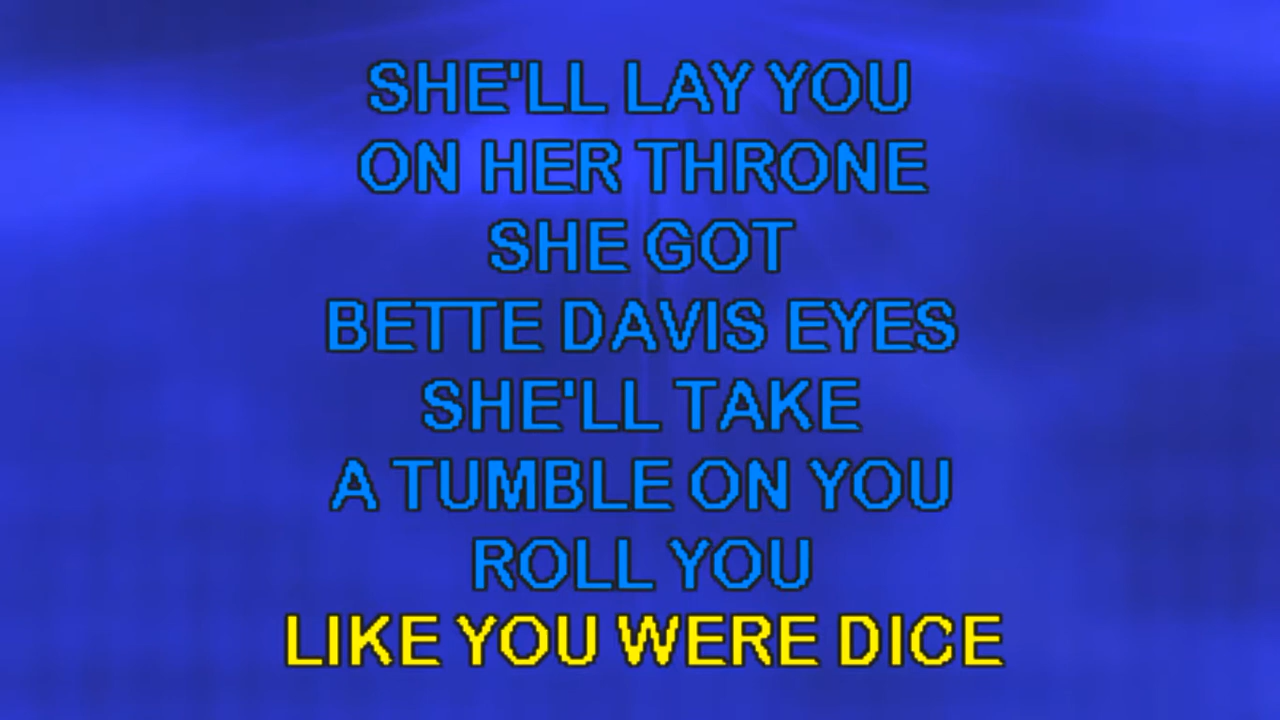 SHE'LL LAY YOU
ON HER THRONE
SHE GOT
BETTE DAVIS EYES
SHE'LL TAKE
A TUMBLE ON YOU
ROLL YOU
LIKE YOU WERE DICE